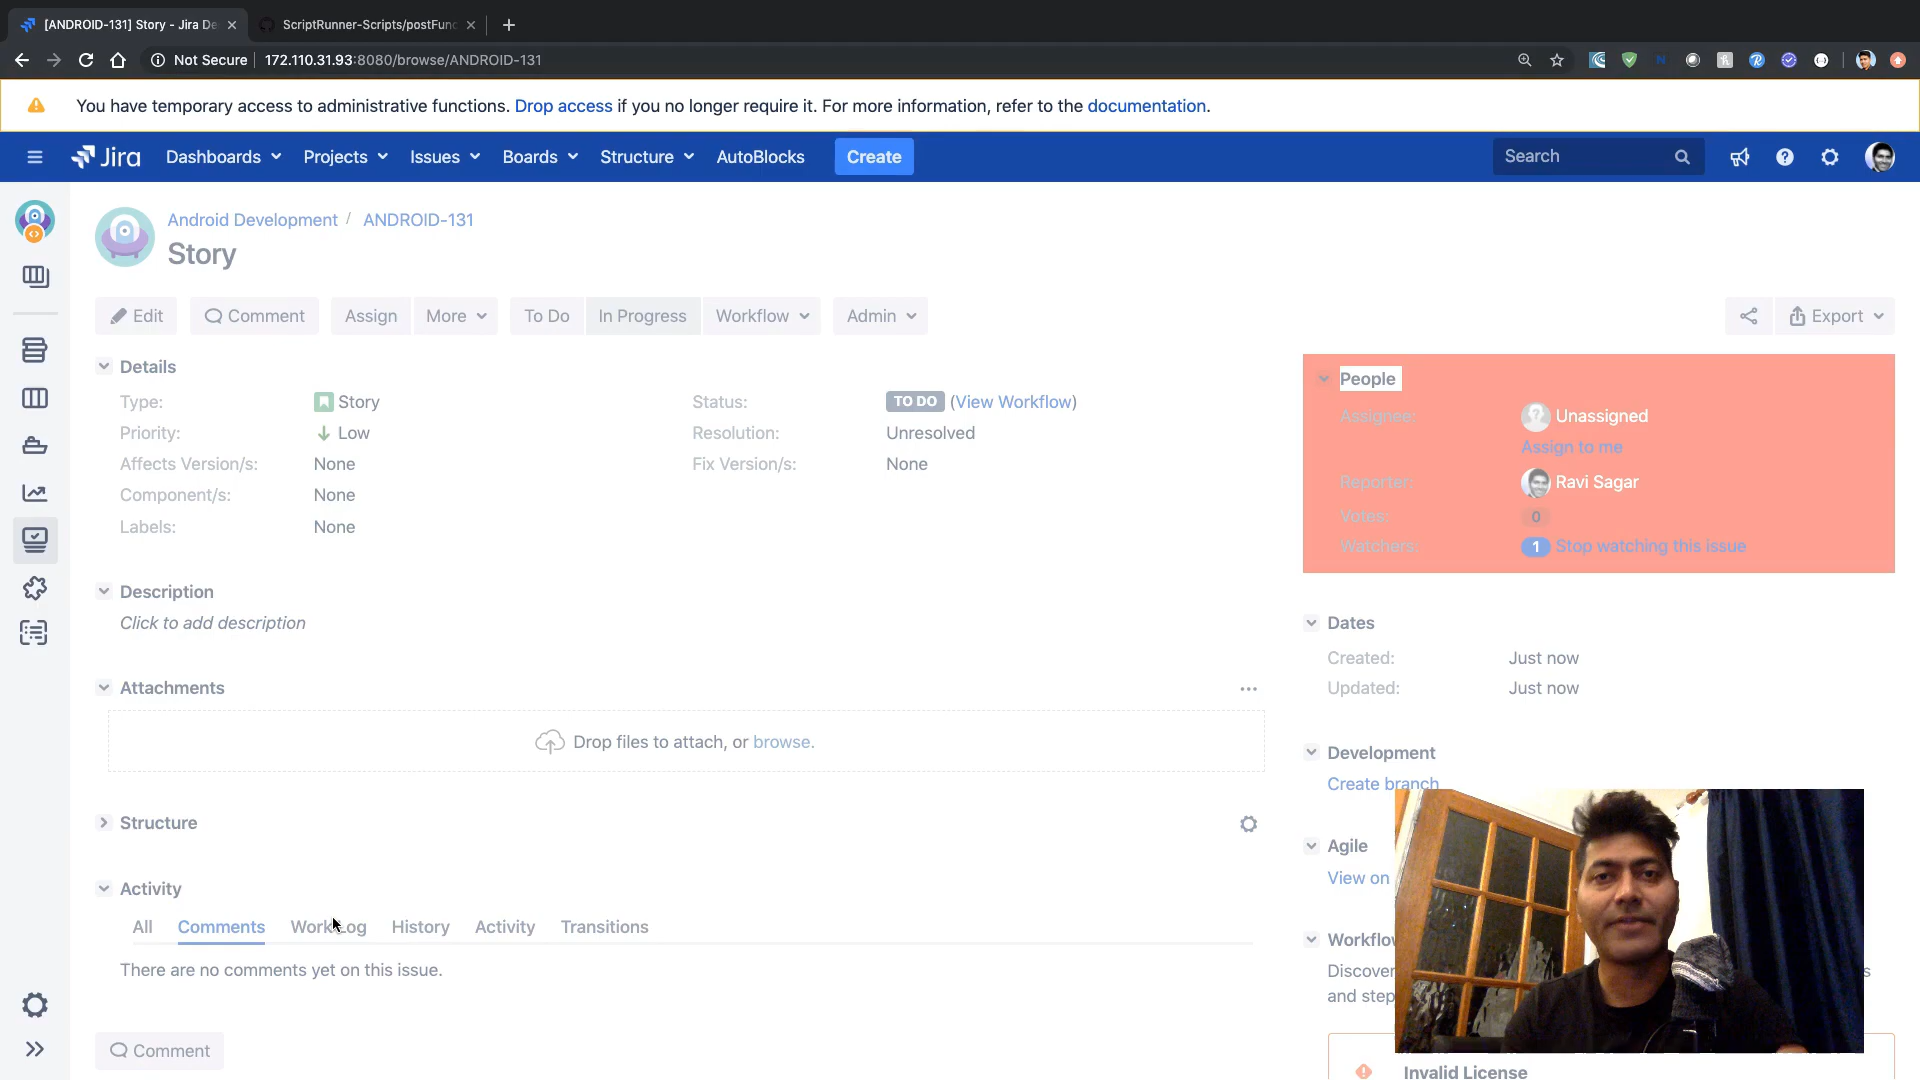 [ANDROID-131] Story - Jira De
ScriptRunner-Scripts/postFunc
Not Secure
172.110.31.93:8080/browse/ANDROID-131
You have temporary access to administrative functions. Drop access if you no longer require it. For more information, refer to the documentation.
Jira
Dashboards
Projects
Issues
Boards
Structure
AutoBlocks
Create
Search
Android Development / ANDROID-131
Story
Edit
Comment
Assign
More
To Do
In Progress
Workflow
Admin
Export
Details
Type: Story
Priority: Low
Affects Version/s: None
Component/s: None
Labels: None
Status: TO DO (View Workflow)
Resolution: Unresolved
Fix Version/s: None
Description
Click to add description
Attachments
Drop files to attach, or browse.
Structure
Activity
All
Comments
Work Log
History
Activity
Transitions
There are no comments yet on this issue.
Comment
People
Assignee: Unassigned
Assign to me
Reporter: Ravi Sagar
Votes: 0
Watchers: 1 Stop watching this issue
Dates
Created: Just now
Updated: Just now
Development
Create branch
Agile
View on
Workflow
Discover
s
and step
Invalid License